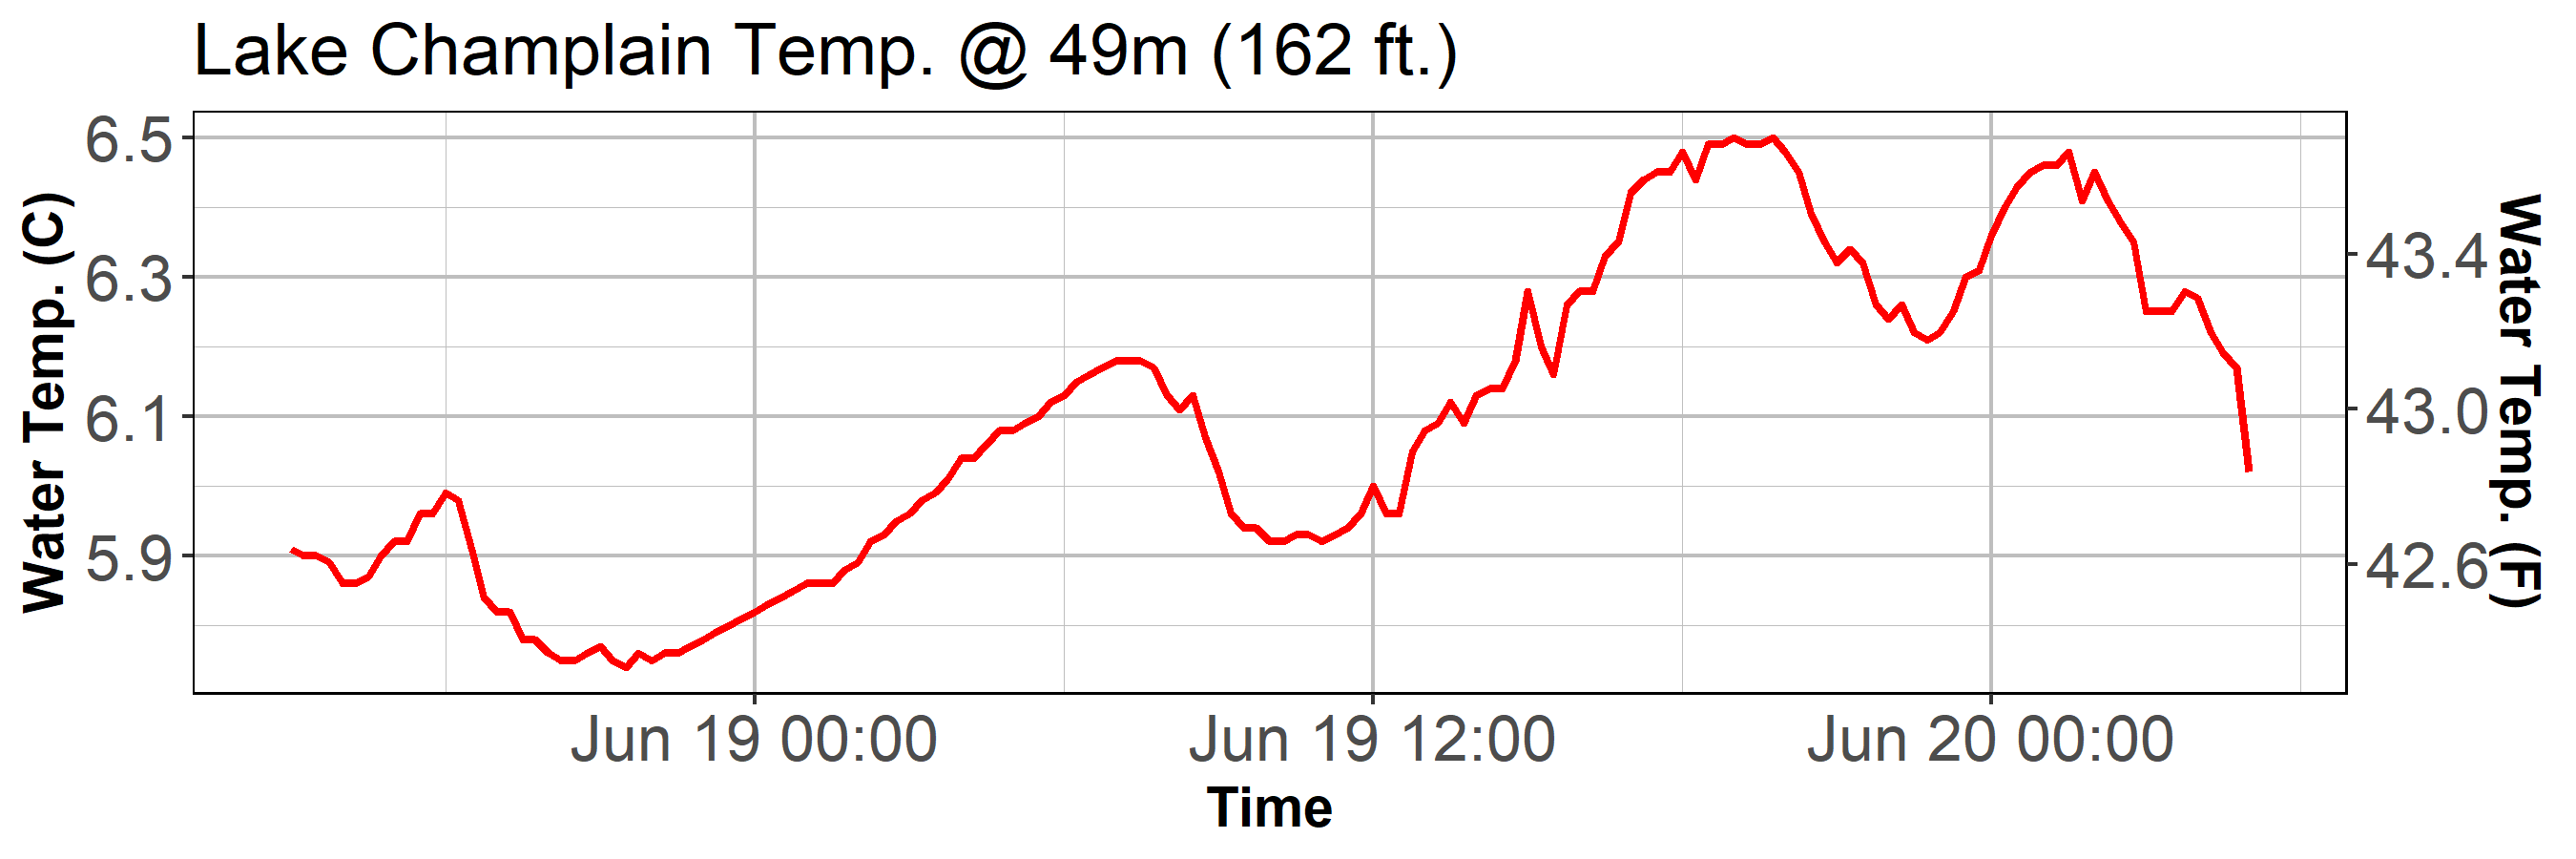 Lake Champlain Temp. @ 49m (162 ft.)
Water Temp. (C)
6.5
6.3
6.1
5.9
43.4
43.0
42.6
Water Temp. (F)
Jun 19 00:00 Jun 19 12:00 Jun 20 00:00
Time